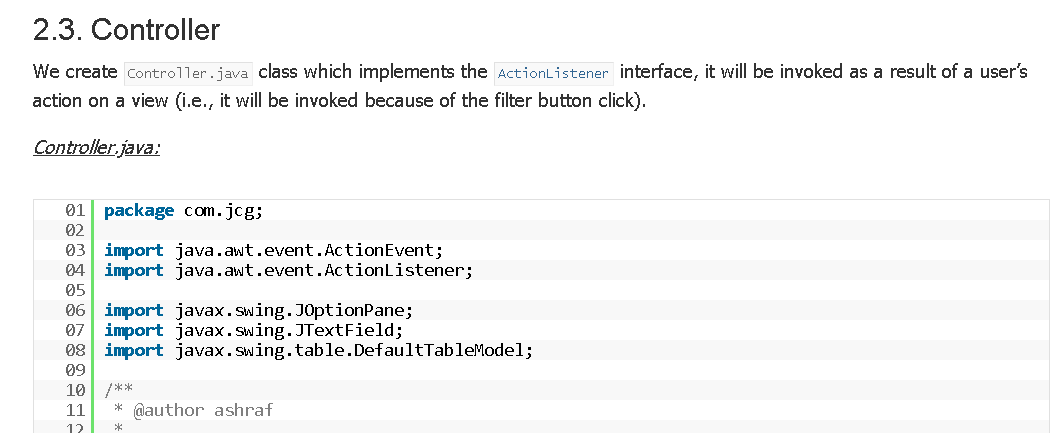 2.3. Controller
We create Controller.java class which implements the ActionListener interface, it will be invoked as a result of a user's
action on a view (i.e., it will be invoked because of the filter button click).
Controller.java:
01 package com.jcg;
02
03 import java.awt.event.ActionEvent;
04 import java.awt.event.ActionListener;
05
06 import javax.swing.JOptionPane;
07 import javax.swing.JTextField;
08 import javax.swing.table.DefaultTableModel;
09
10 /**
11  * @author ashraf
12  *